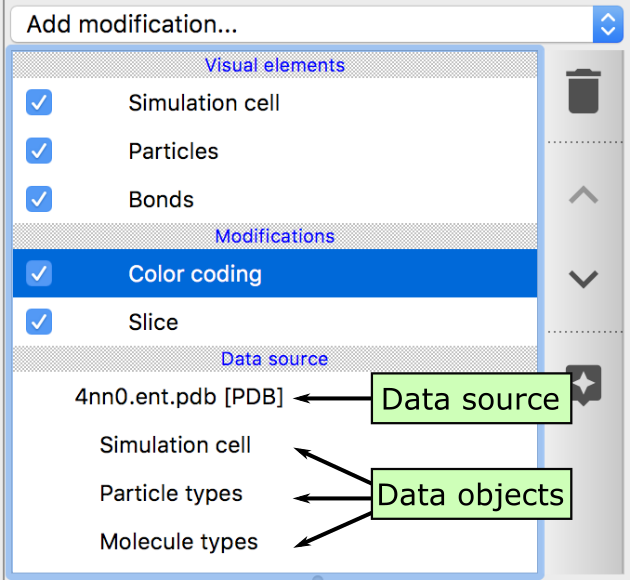 Add modification...
Visual elements
Simulation cell
Particles
Bonds
Modifications
Color coding
Slice
Data source
4nn0.ent.pdb [PDB]
Data source
Simulation cell
Particle types
Data objects
Molecule types